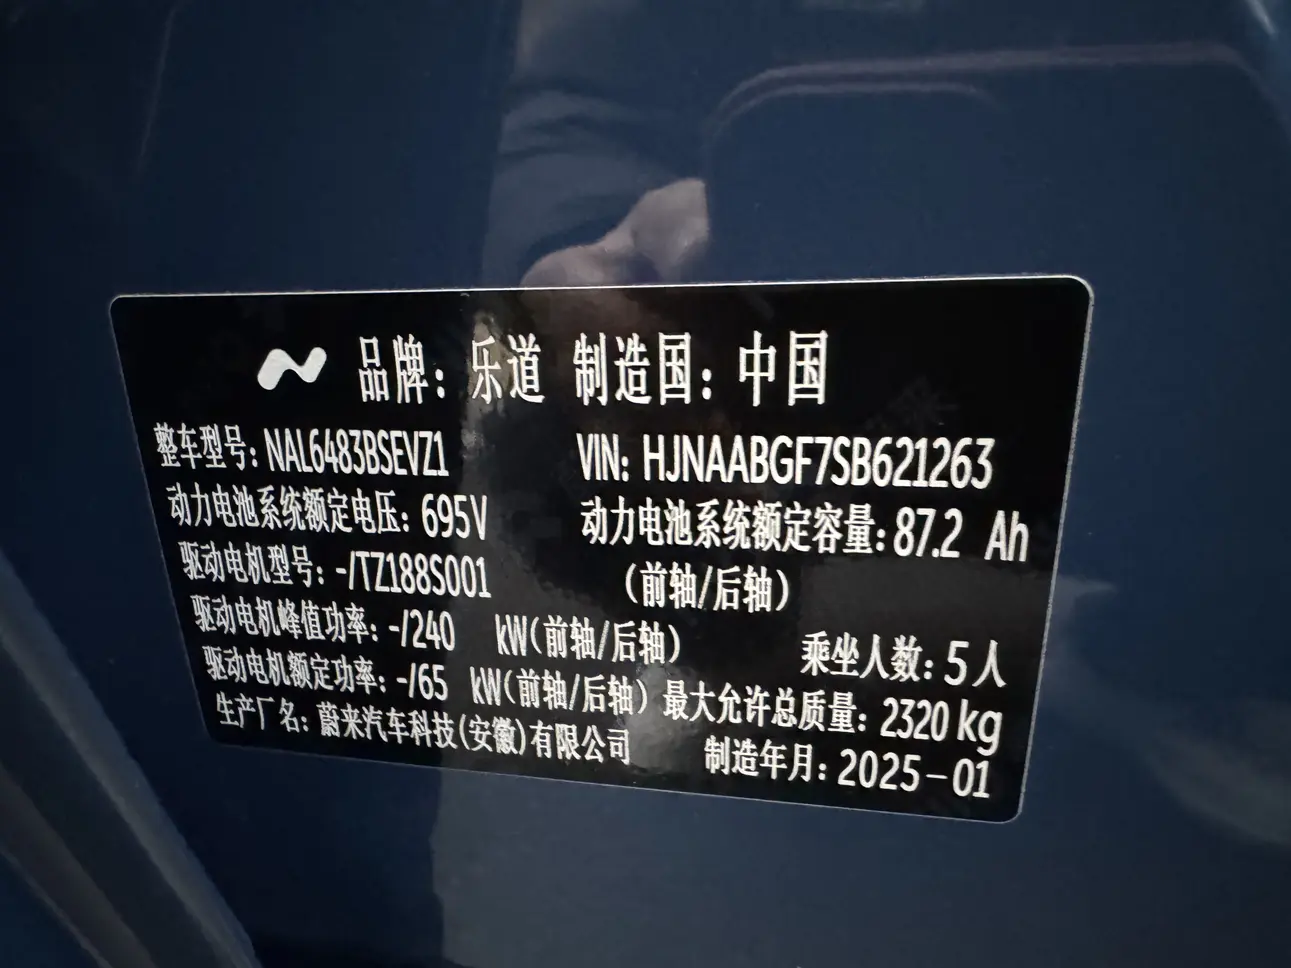 品牌：乐道 制造国：中国
整车型号：NAL6483BSEVZ1 VIN：HJNAABGF7SB621263
动力电池系统额定电压：695V 动力电池系统额定容量：87.2 Ah
驱动电机型号：-/TZ188S001 （前轴/后轴）
驱动电机峰值功率：-/240 kW（前轴/后轴） 乘坐人数：5人
驱动电机额定功率：-/65 kW（前轴/后轴） 最大允许总质量：2320 kg
生产厂名：蔚来汽车科技（安徽）有限公司 制造年月：2025-01